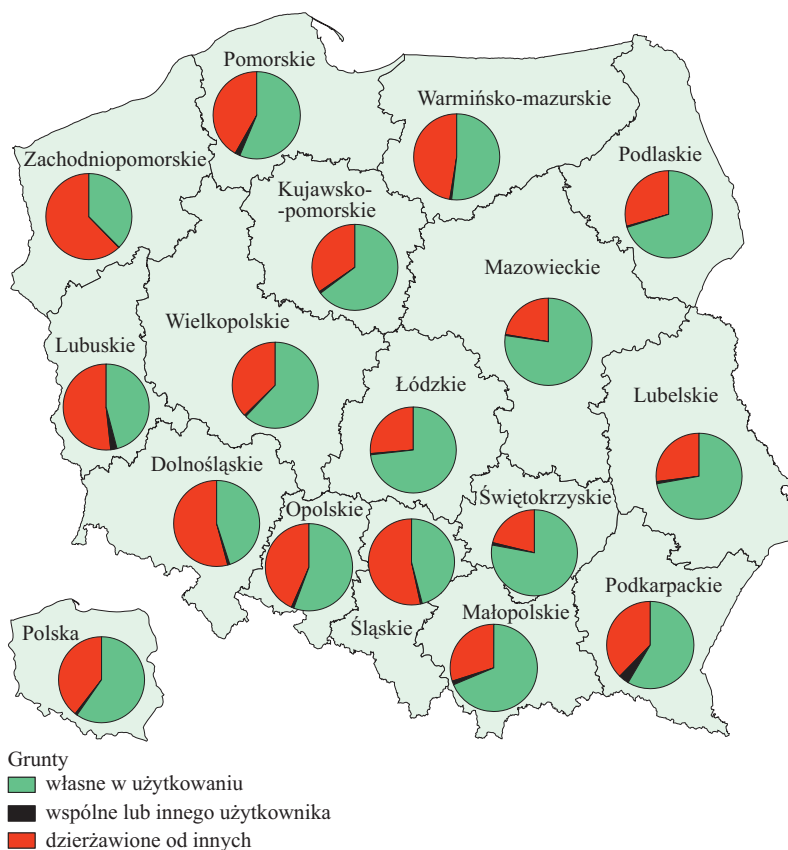 Pomorskie
Warmińsko-mazurskie
Zachodniopomorskie
Podlaskie
Kujawsko-
-pomorskie
Mazowieckie
Wielkopolskie
Lubuskie
Łódzkie
Lubelskie
Dolnośląskie
Opolskie
Świętokrzyskie
Podkarpackie
Małopolskie
Śląskie
Polska
Grunty
własne w użytkowaniu
wspólne lub innego użytkownika
dzierżawione od innych